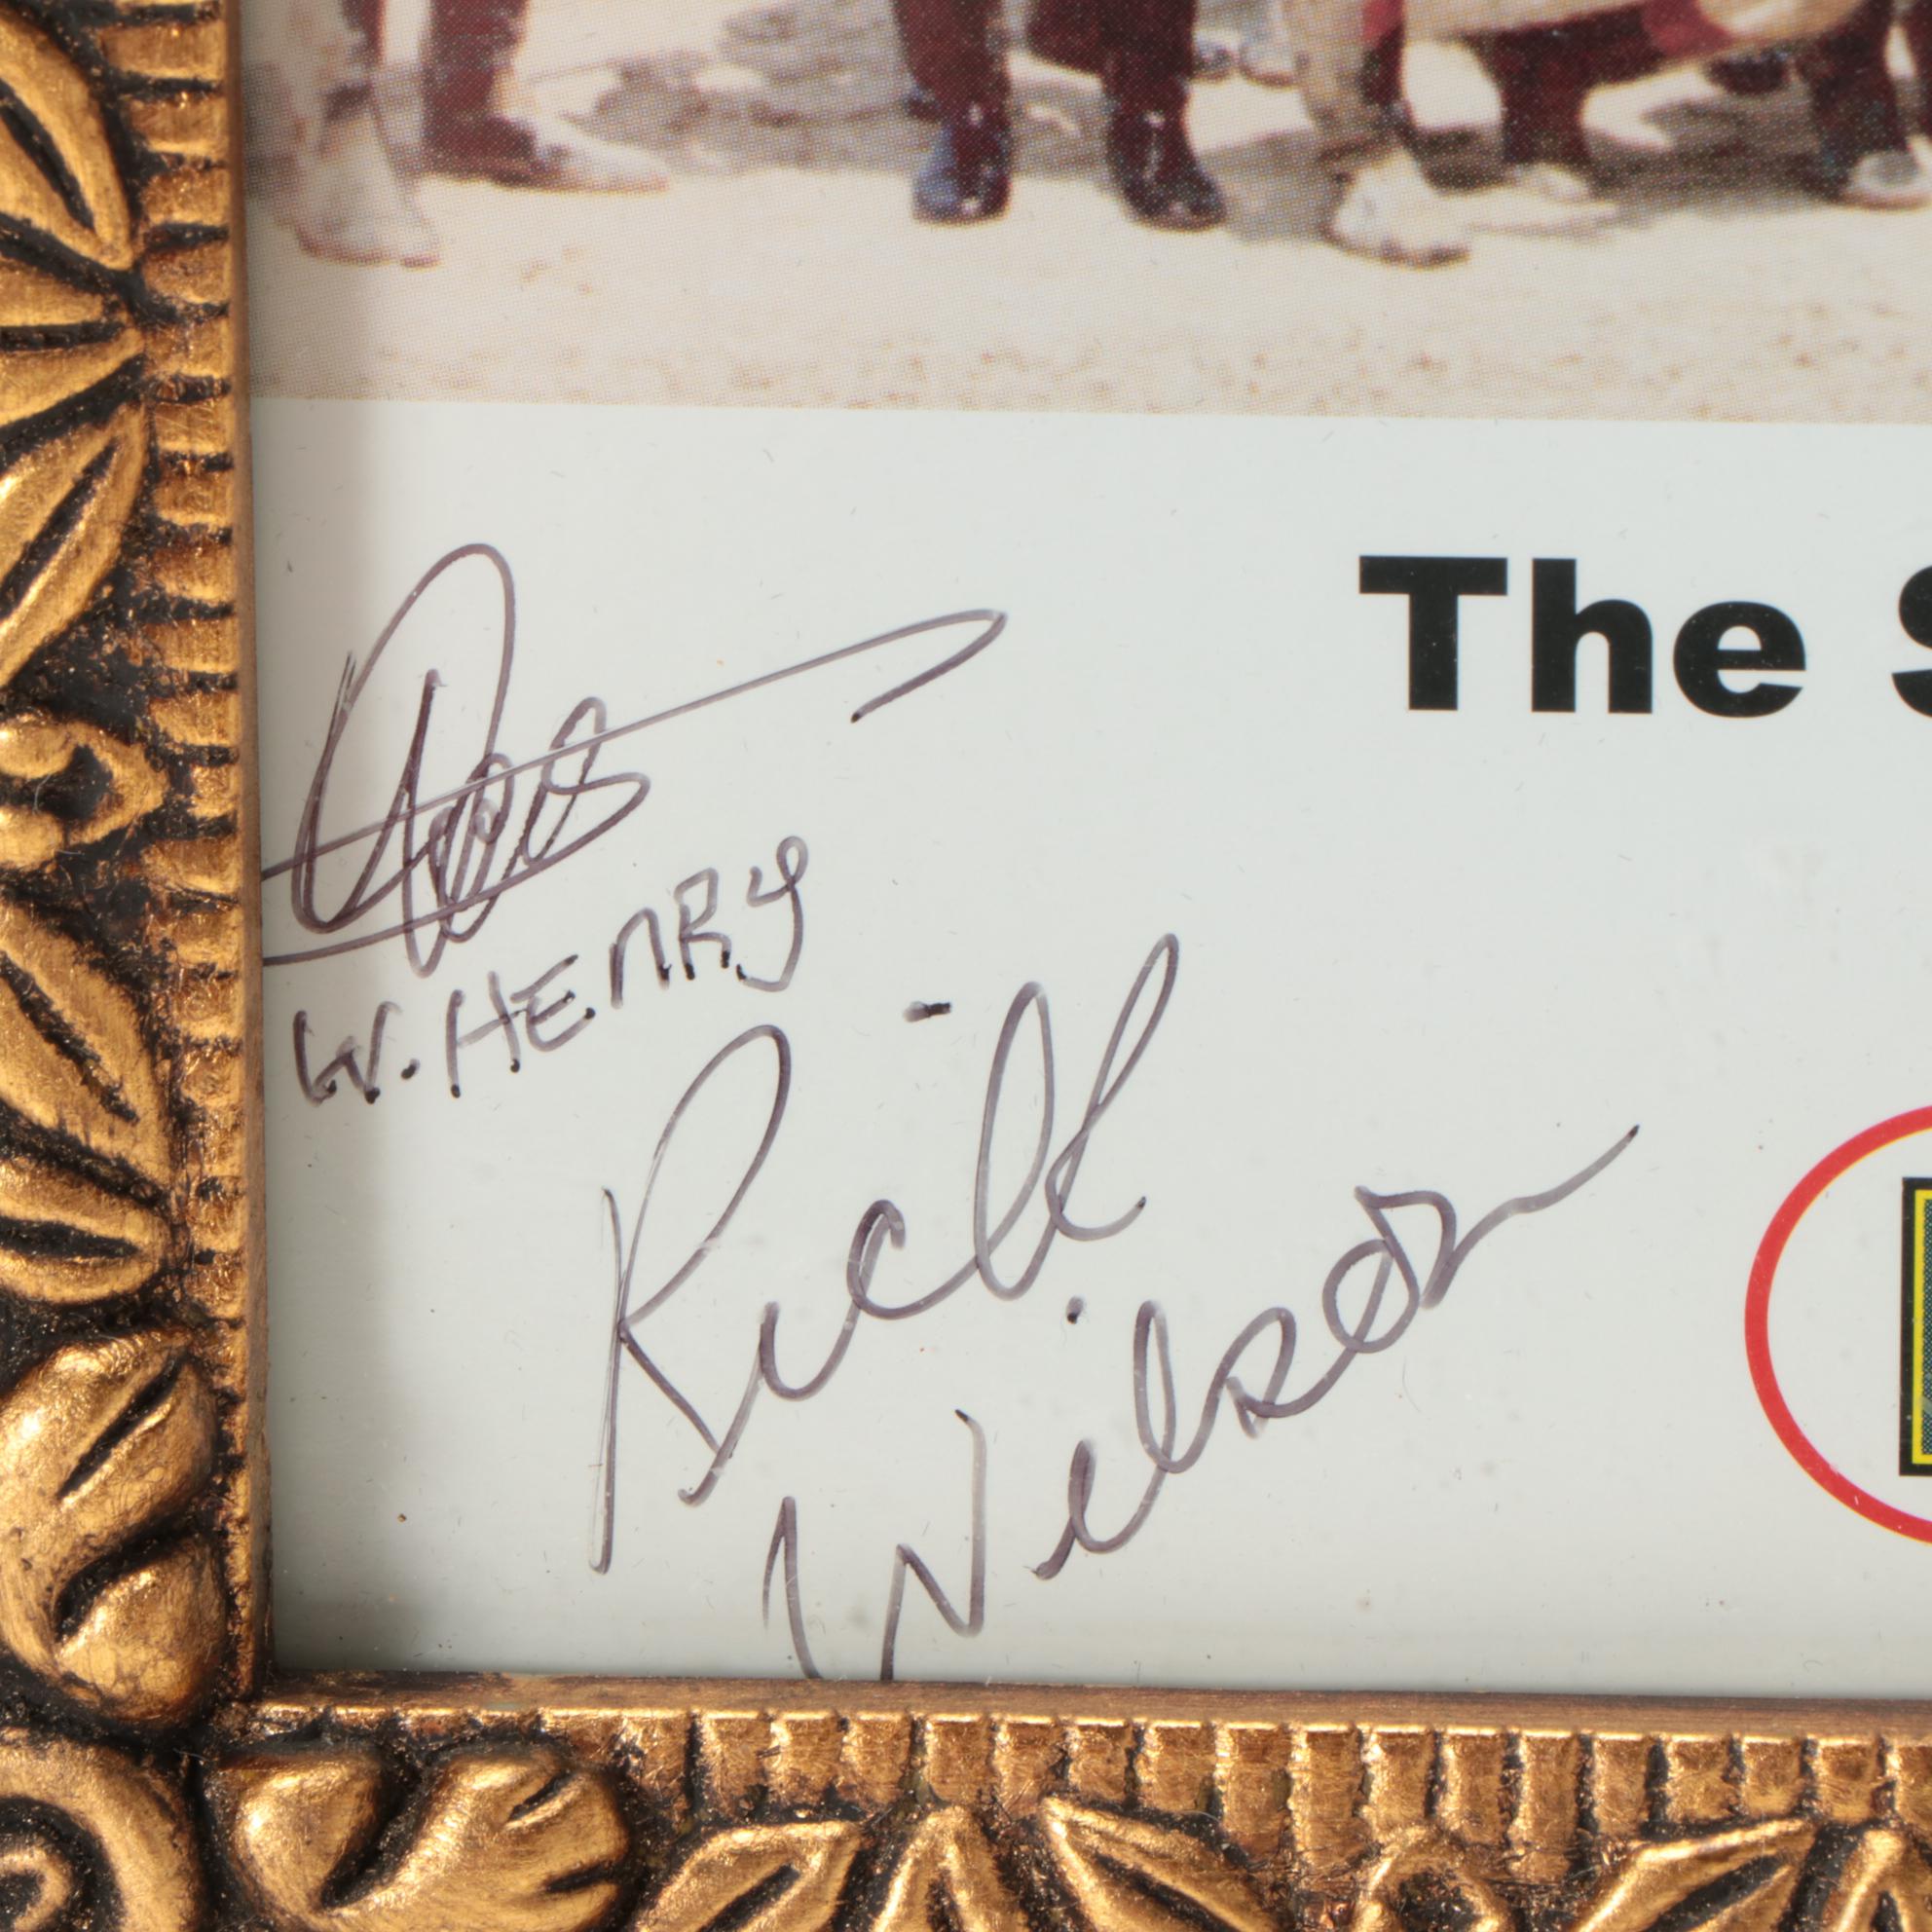 The
W. HENRY
Rick
Wilson